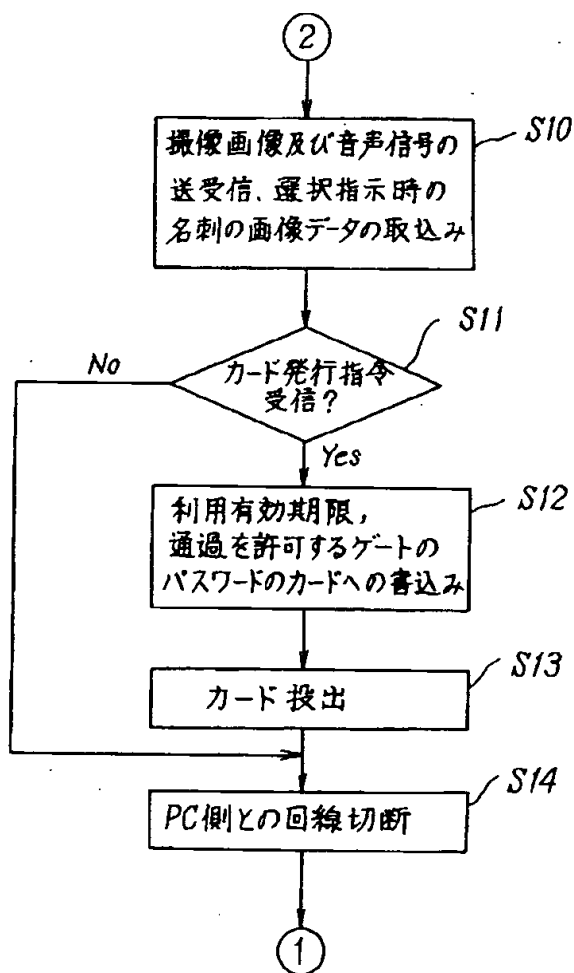 ②
撮像画像及び音声信号の
送受信、選択指示時の
名刺の画像データの取込み
S10
カード発行指令
受信？
S11
No
Yes
利用有効期限，
通過を許可するゲートの
パスワードのカードへの書込み
S12
カード投出
S13
PC側との回線切断
S14
①